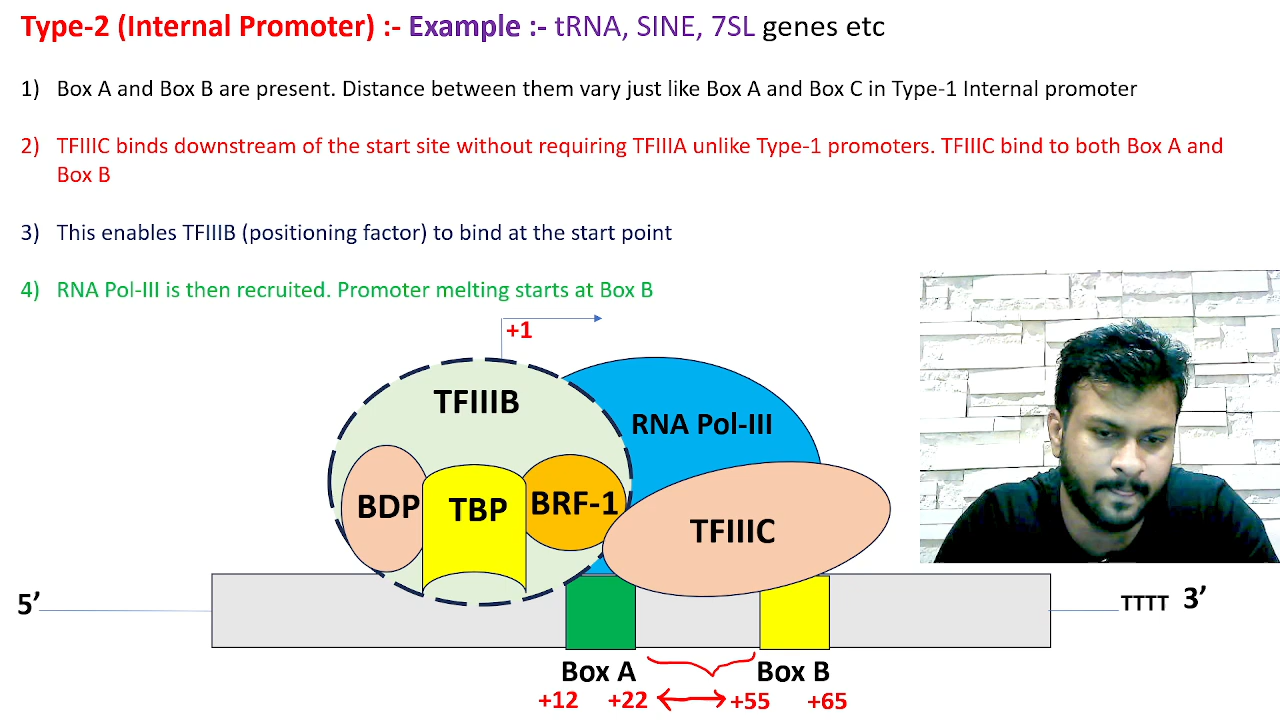 Type-2 (Internal Promoter) :- Example :- tRNA, SINE, 7SL genes etc
1) Box A and Box B are present. Distance between them vary just like Box A and Box C in Type-1 Internal promoter
2) TFIIIC binds downstream of the start site without requiring TFIIIA unlike Type-1 promoters. TFIIIC bind to both Box A and
Box B
3) This enables TFIIIB (positioning factor) to bind at the start point
4) RNA Pol-III is then recruited. Promoter melting starts at Box B
+1
TFIIIB
RNA Pol-III
BDP TBP BRF-1
TFIIIC
5’ TTTT 3’
Box A Box B
+12 +22 +55 +65